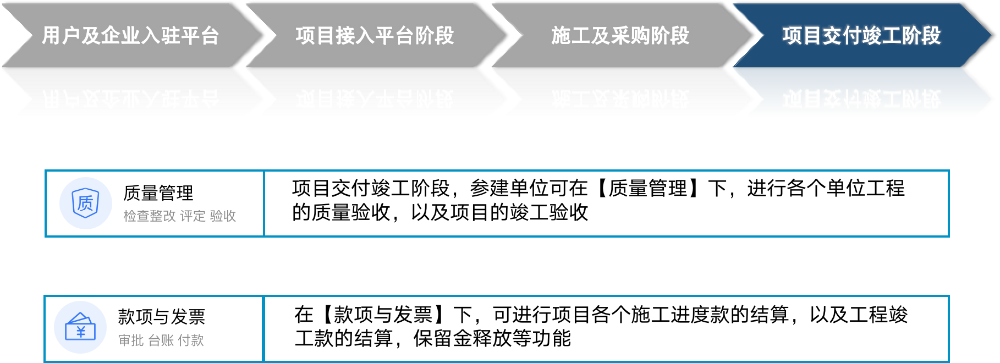 用户及企业入驻平台
项目接入平台阶段
施工及采购阶段
项目交付竣工阶段
质
质量管理
检查整改 评定 验收
项目交付竣工阶段，参建单位可在【质量管理】下，进行各个单位工程
的质量验收，以及项目的竣工验收
¥
款项与发票
审批 台账 付款
在【款项与发票】下，可进行项目各个施工进度款的结算，以及工程竣
工款的结算，保留金释放等功能